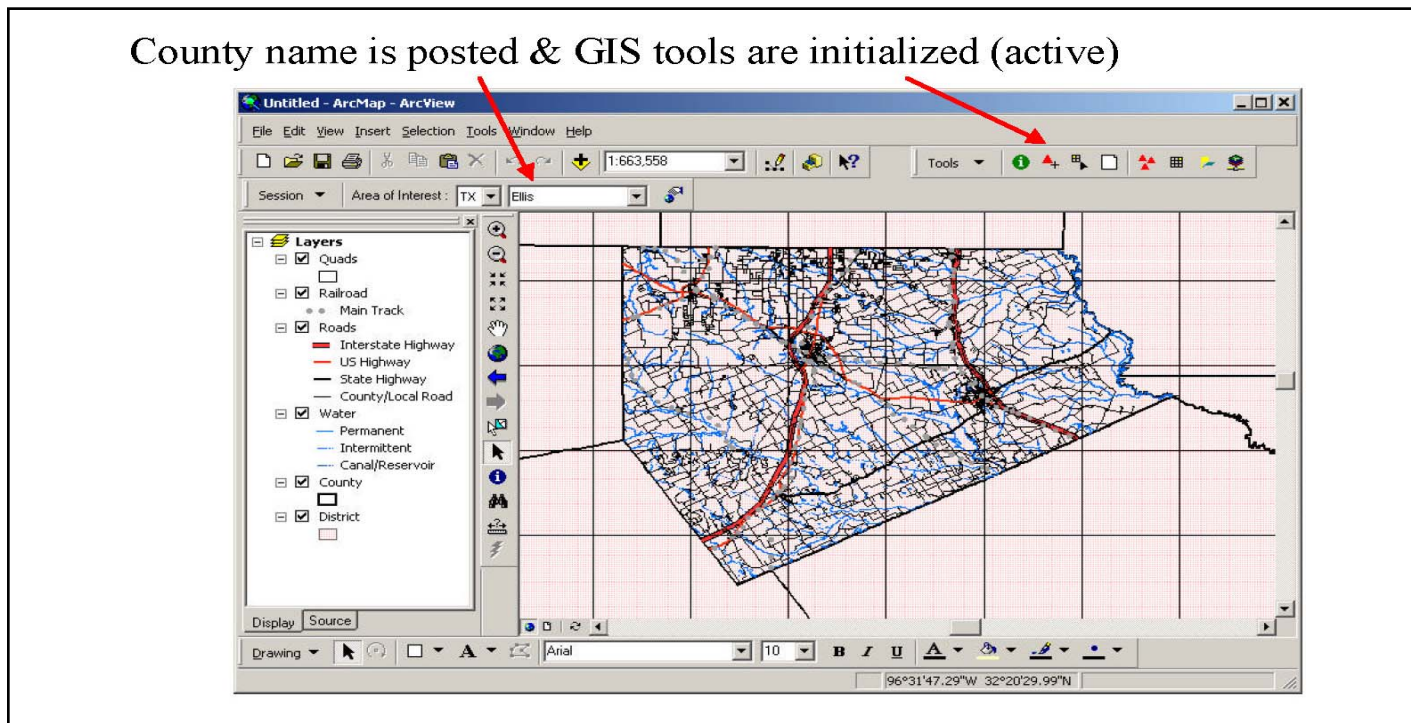 County name is posted & GIS tools are initialized (active)
Untitled - ArcMap - ArcView
File Edit View Insert Selection Tools Window Help
1:663,558
Tools
Session
Area of Interest :
TX
Ellis
Layers
Quads
Railroad
Main Track
Roads
Interstate Highway
US Highway
State Highway
County/Local Road
Water
Permanent
Intermittent
Canal/Reservoir
County
District
Display Source
Drawing
A
Arial
10
B I U A
96°31'47.29"W 32°20'29.99"N